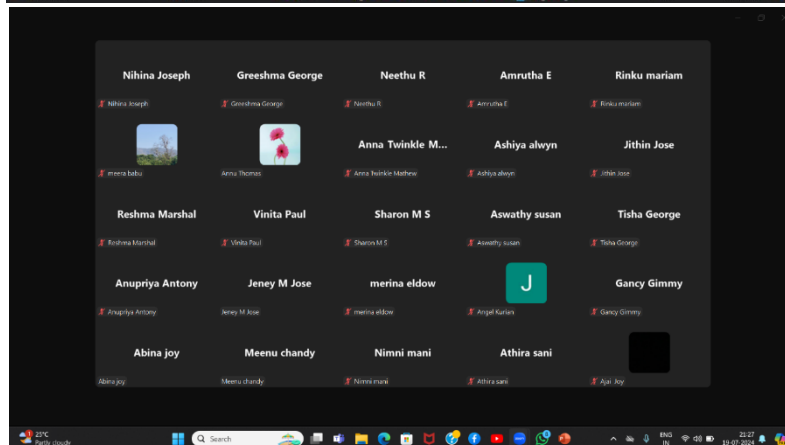 Nihina Joseph Greeshma George Neethu R Amrutha E Rinku mariam
Nihina Joseph Greeshma George Neethu R Amrutha E Rinku mariam
Anna Twinkle M... Ashiya alwyn Jithin Jose
meera babu Annu Thomas Anna Twinkle Mathew Ashiya alwyn Jithin Jose
Reshma Marshal Vinita Paul Sharon M S Aswathy susan Tisha George
Reshma Marshal Vinita Paul Sharon M S Aswathy susan Tisha George
Anupriya Antony Jeney M Jose merina eldow J Gancy Gimmy
Anupriya Antony Jeney M Jose merina eldow Angel Kurian Gancy Gimmy
Abina joy Meenu chandy Nimni mani Athira sani
Abina joy Meenu chandy Nimni mani Athira sani Ajai Joy
25°C Search ENG 21:27
Partly cloudy IN 19-07-2024